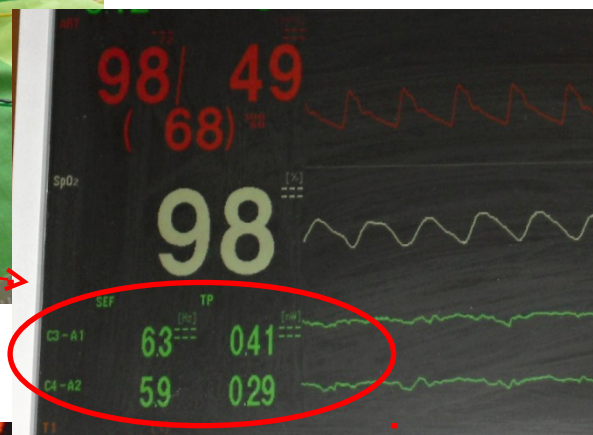 ART
98/ 49
( 68)
SpO2
[%]
98
SEF TP
[Hz] [nW]
C3-A1 6.3 0.41
C4-A2 5.9 0.29
T1